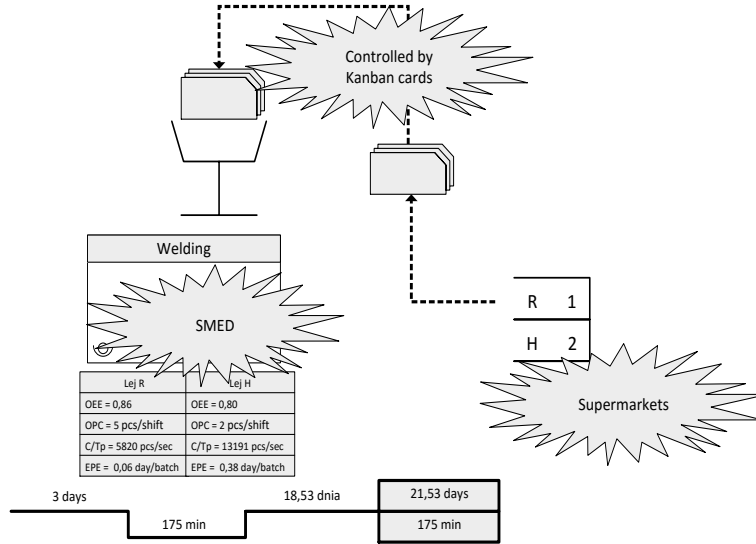 Controlled by
Kanban cards
Welding
SMED
R 1
H 2
Supermarkets
Lej R Lej H
OEE = 0,86 OEE = 0,80
OPC = 5 pcs/shift OPC = 2 pcs/shift
C/Tp = 5820 pcs/sec C/Tp = 13191 pcs/sec
EPE = 0,06 day/batch EPE = 0,38 day/batch
3 days 18,53 dnia 21,53 days
175 min 175 min